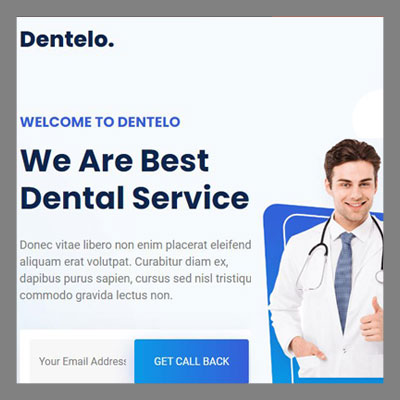 Dentelo.
WELCOME TO DENTELO
We Are Best
Dental Service
Donec vitae libero non enim placerat eleifend
aliquam erat volutpat. Curabitur diam ex,
dapibus purus sapien, cursus sed nisl tristiqu
commodo gravida lectus non.
Your Email Address GET CALL BACK